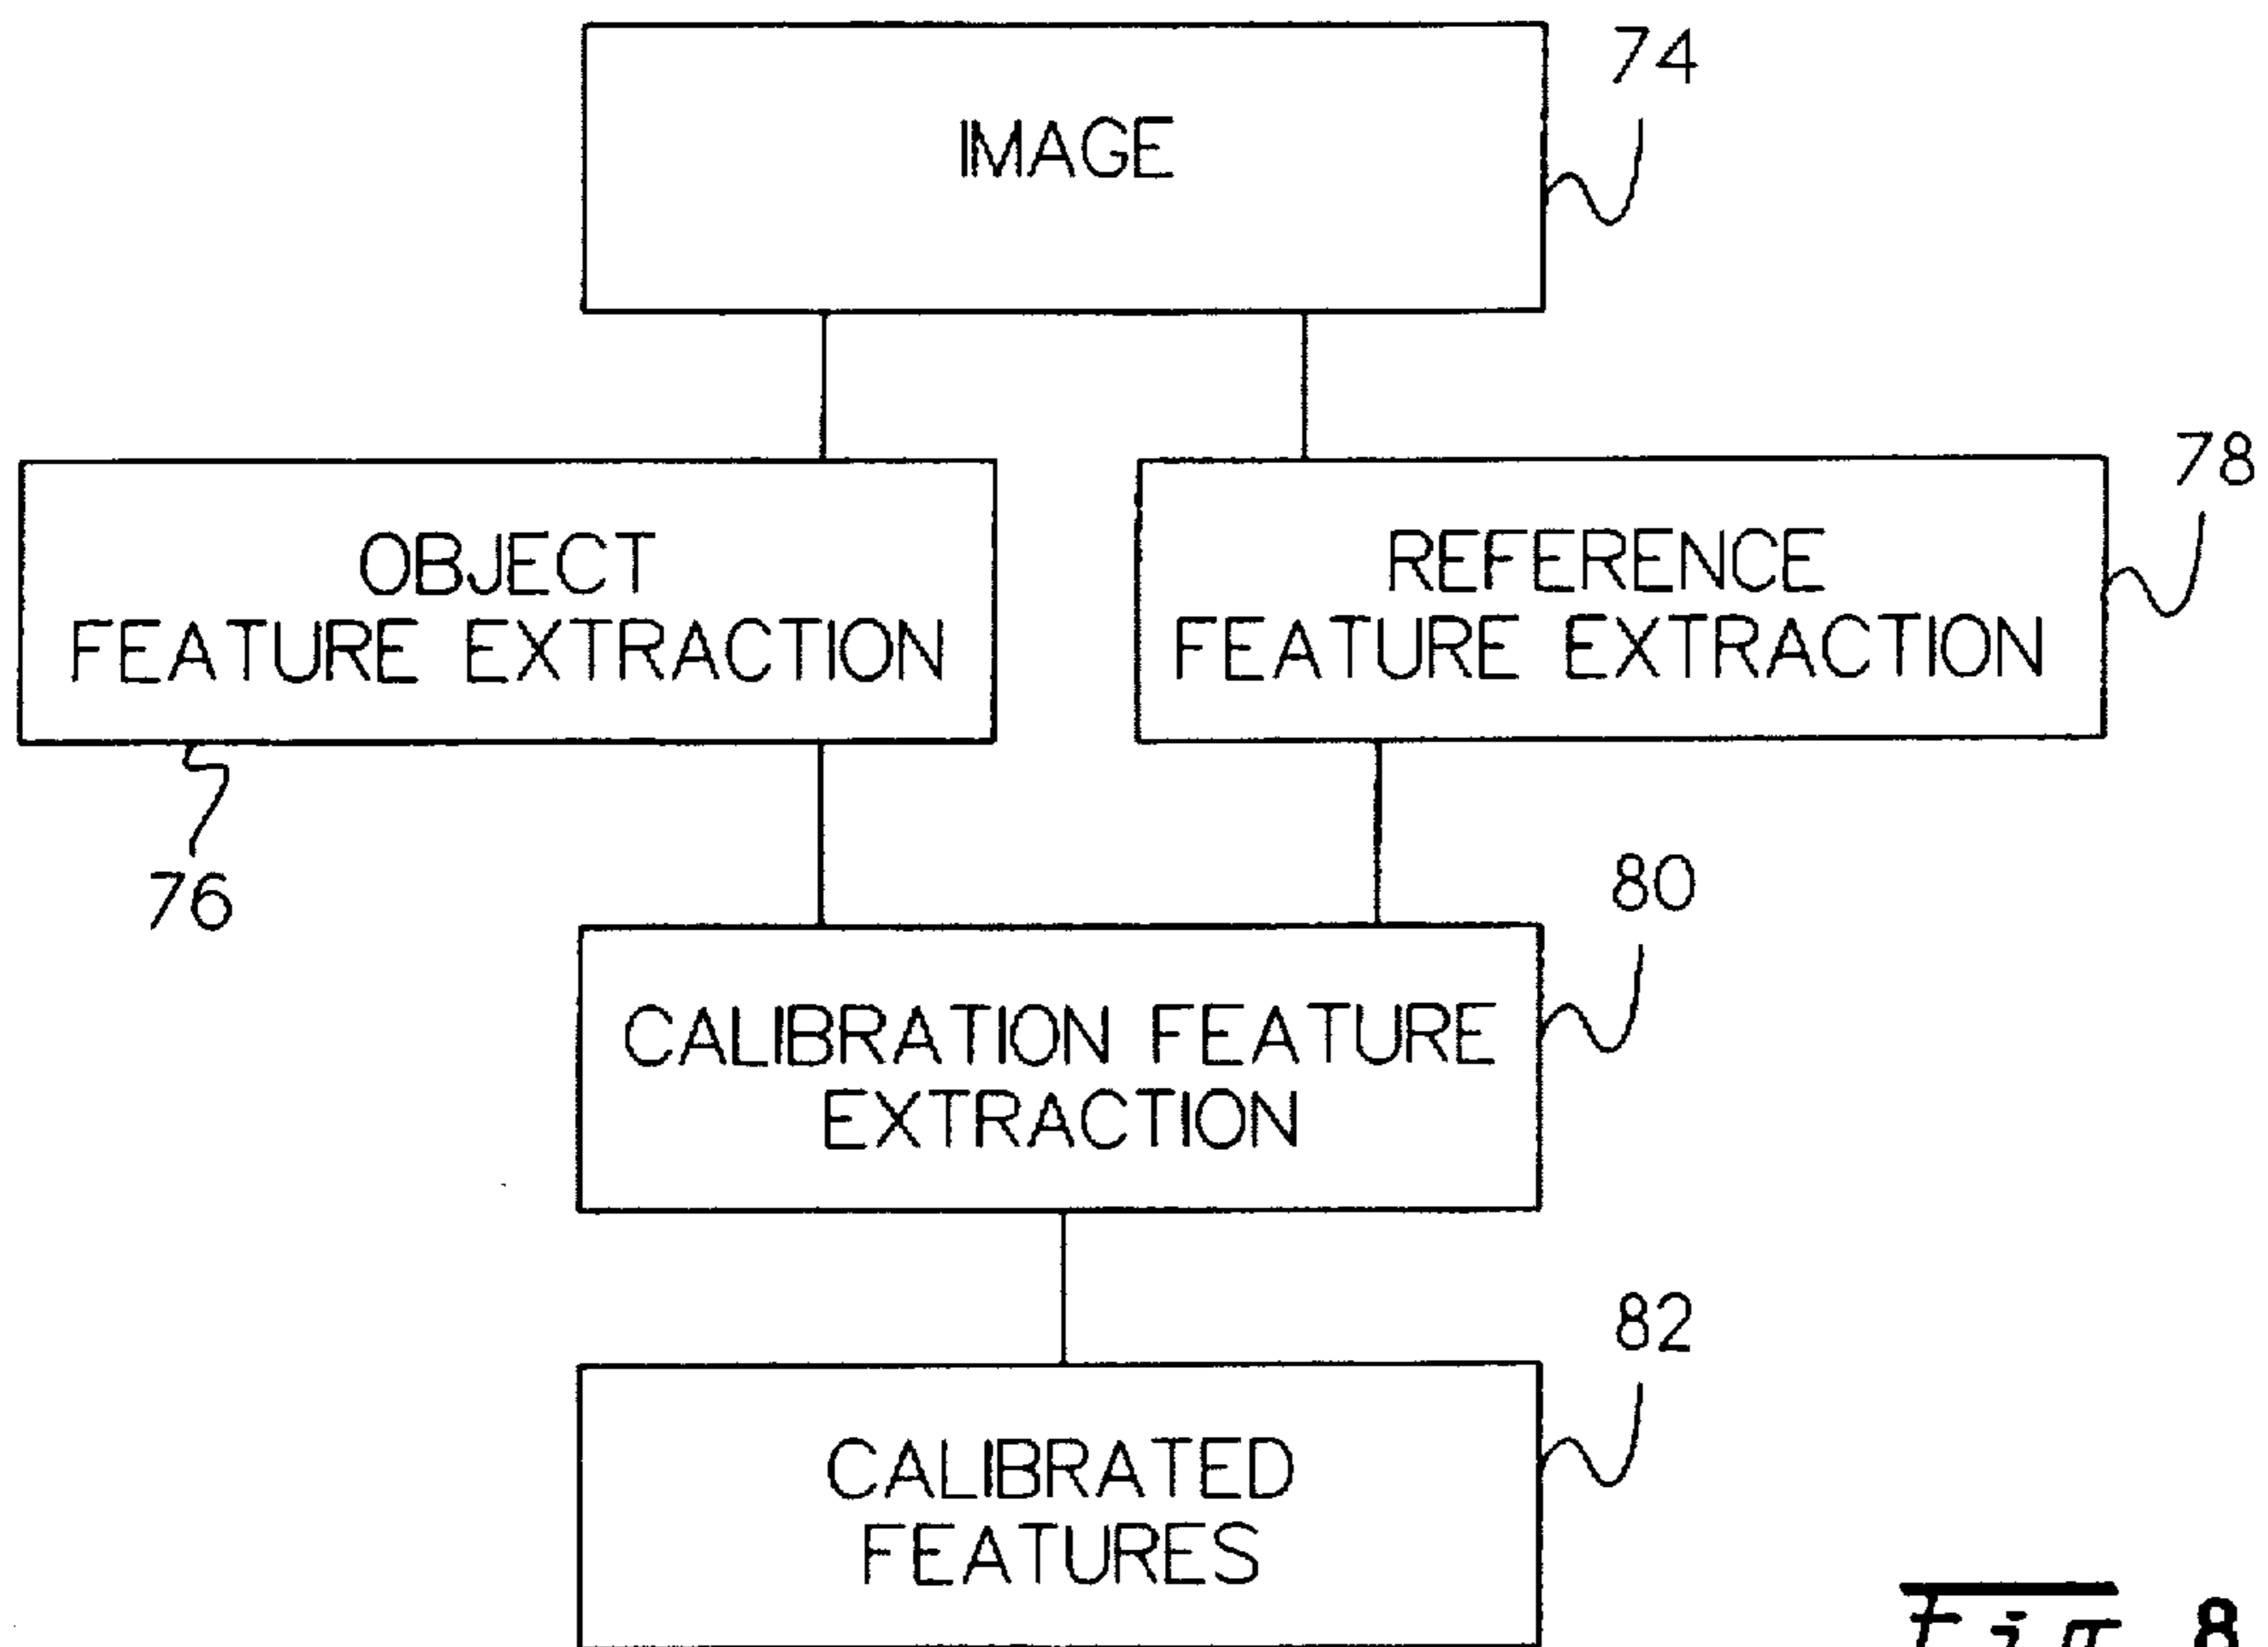 74
IMAGE
78
OBJECT
FEATURE EXTRACTION
REFERENCE
FEATURE EXTRACTION
76
80
CALIBRATION FEATURE
EXTRACTION
82
CALIBRATED
FEATURES
Fig 8